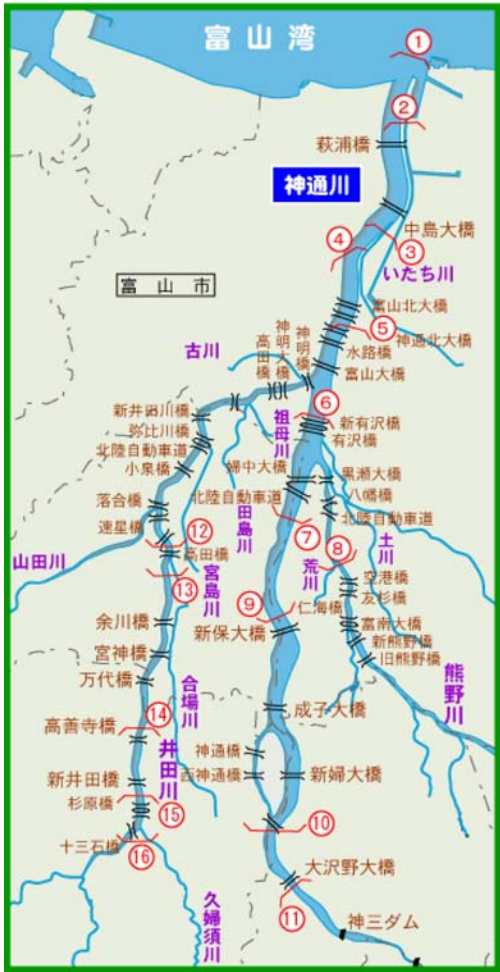 富山湾
①
②
萩浦橋
神通川
中島大橋
④
③
いたち川
富山市
富山北大橋
⑤
神通北大橋
古川
高田橋
神明大橋
神明橋
水路橋
富山大橋
新井田川橋
祖母川
⑥
新有沢橋
有沢橋
弥比川橋
北陸自動車道
小泉橋
婦中大橋
黒瀬大橋
八幡橋
北陸自動車道
北陸自動車道
落合橋
速星橋
田島川
⑦
土川
⑫
高田橋
⑧
荒川
山田川
⑬
宮島川
空港橋
友杉橋
⑨
仁海橋
富南大橋
余川橋
新保大橋
新熊野橋
旧熊野橋
宮神橋
万代橋
合場川
熊野川
成子大橋
⑭
高善寺橋
井田川
神通橋
西神通橋
新婦大橋
新井田橋
杉原橋
⑮
⑩
十三石橋
⑯
大沢野大橋
久婦須川
⑪
神三ダム